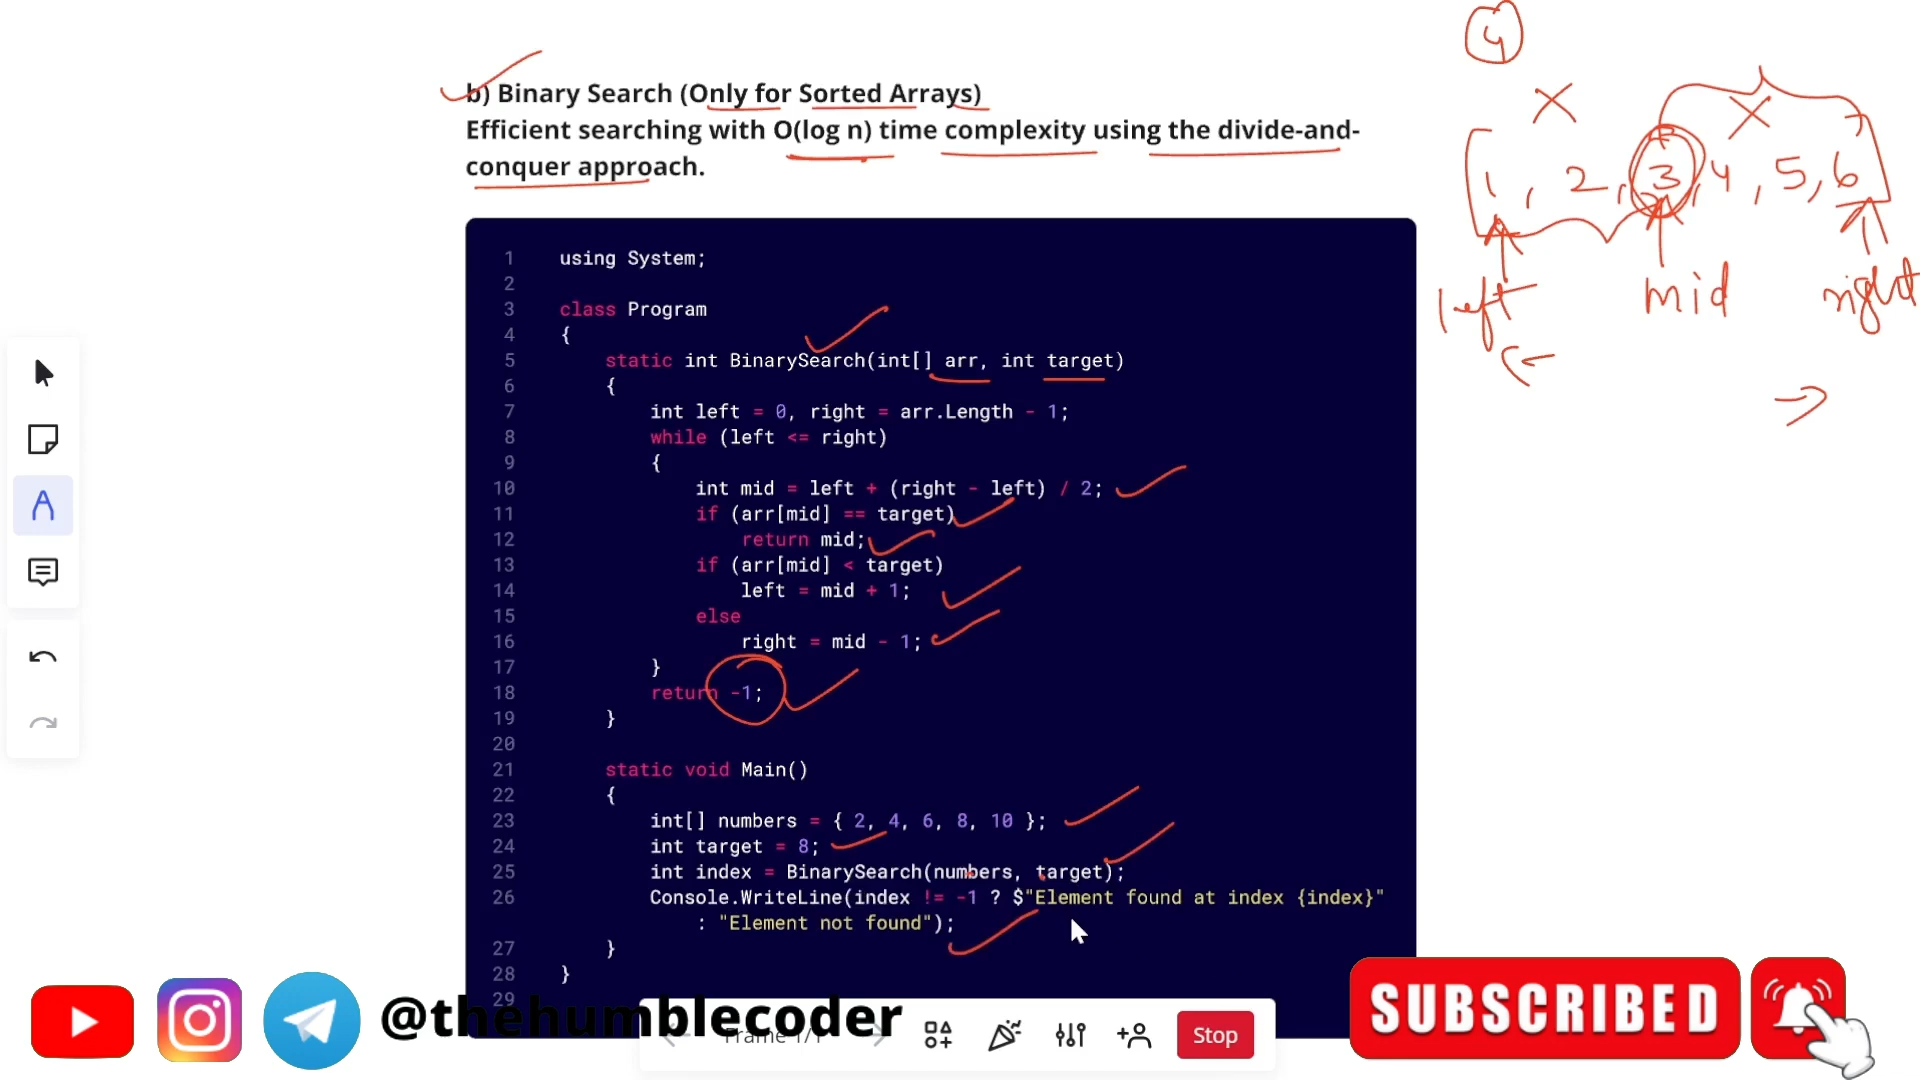 b) Binary Search (Only for Sorted Arrays)
Efficient searching with O(log n) time complexity using the divide-and-
conquer approach.
4
1, 2, 3, 4, 5, 6
left mid right
1 using System;
2
3 class Program
4 {
5 static int BinarySearch(int[] arr, int target)
6 {
7 int left = 0, right = arr.Length - 1;
8 while (left <= right)
9 {
10 int mid = left + (right - left) / 2;
11 if (arr[mid] == target)
12 return mid;
13 if (arr[mid] < target)
14 left = mid + 1;
15 else
16 right = mid - 1;
17 }
18 return -1;
19 }
20
21 static void Main()
22 {
23 int[] numbers = { 2, 4, 6, 8, 10 };
24 int target = 8;
25 int index = BinarySearch(numbers, target);
26 Console.WriteLine(index != -1 ? $"Element found at index {index}"
: "Element not found");
27 }
28 }
29
@thehumblecoder
Frame 1/1
Stop
SUBSCRIBED